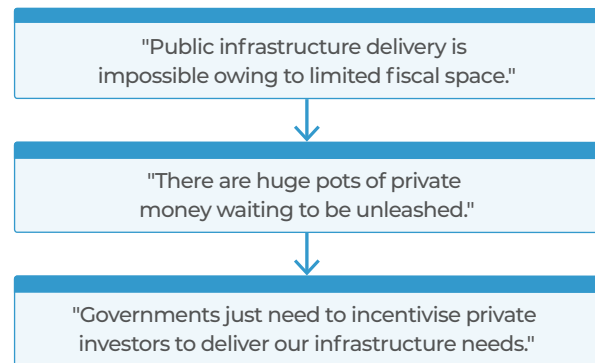 "Public infrastructure delivery is
impossible owing to limited fiscal space."
"There are huge pots of private
money waiting to be unleashed."
"Governments just need to incentivise private
investors to deliver our infrastructure needs."